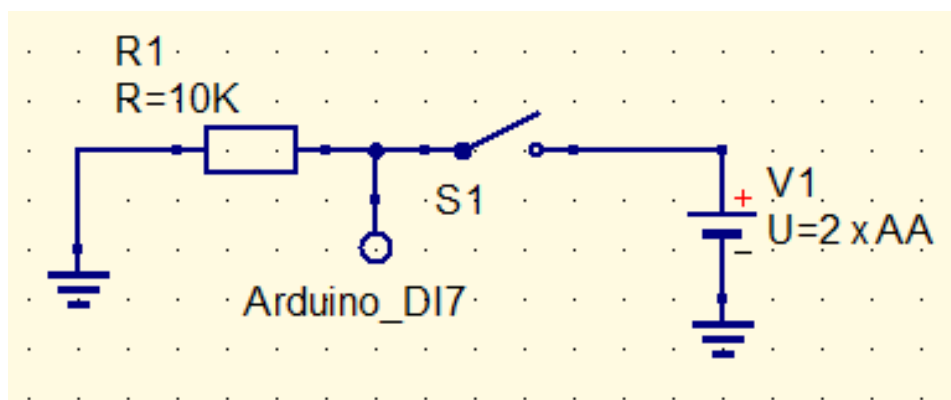 R1
R=10K
S1
+
V1
U=2 x AA
–
Arduino_DI7